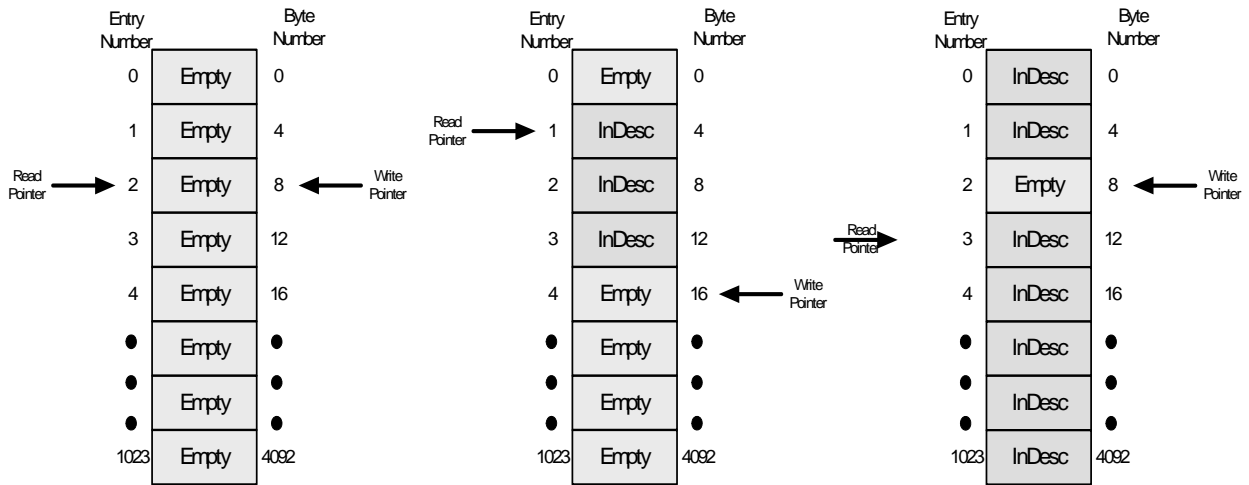 Entry
Number
Byte
Number
0 Empty 0
1 Empty 4
Read
Pointer
2 Empty 8
Write
Pointer
3 Empty 12
4 Empty 16
Empty
Empty
1023 Empty 4092
Entry
Number
Byte
Number
0 Empty 0
Read
Pointer
1 InDesc 4
2 InDesc 8
3 InDesc 12
4 Empty 16
Write
Pointer
Empty
Empty
1023 Empty 4092
Entry
Number
Byte
Number
0 InDesc 0
1 InDesc 4
2 Empty 8
Write
Pointer
Read
Pointer
3 InDesc 12
4 InDesc 16
InDesc
InDesc
1023 InDesc 4092